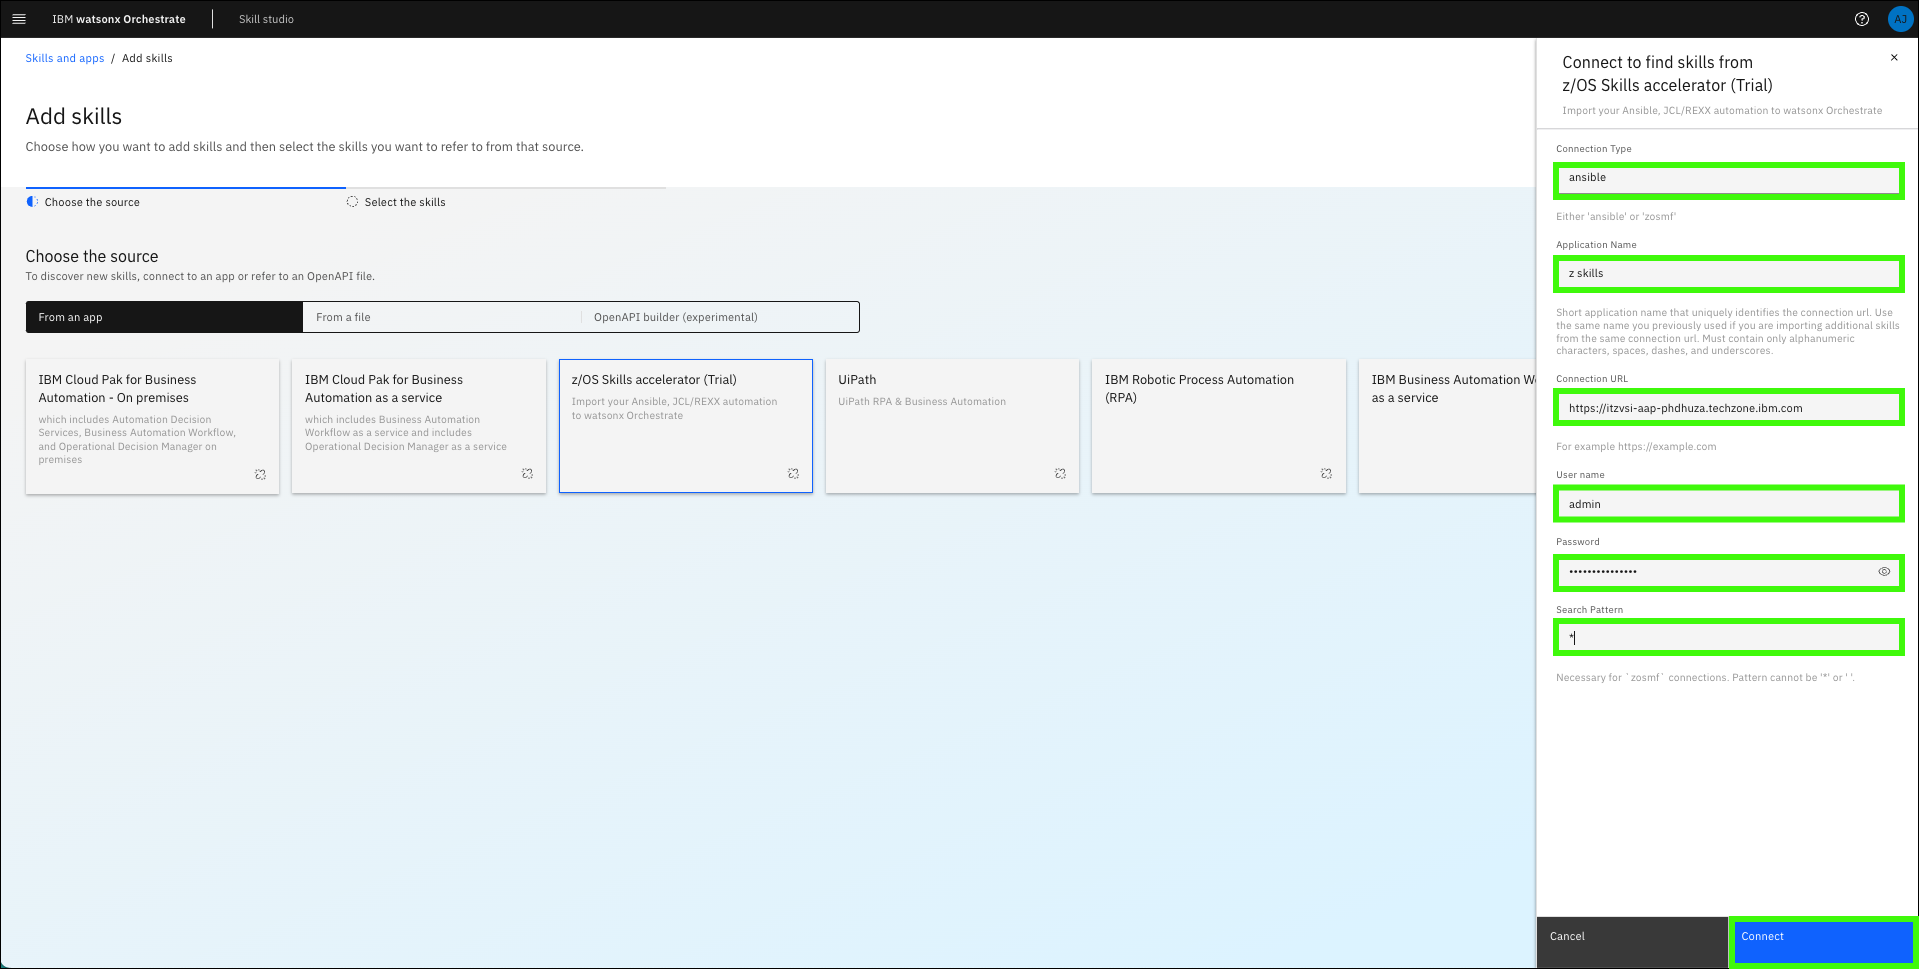 IBM watsonx Orchestrate
Skill studio
AJ
Skills and apps / Add skills
Add skills
Choose how you want to add skills and then select the skills you want to refer to from that source.
Choose the source
Select the skills
Choose the source
To discover new skills, connect to an app or refer to an OpenAPI file.
From an app
From a file
OpenAPI builder (experimental)
IBM Cloud Pak for Business
Automation - On premises
which includes Automation Decision
Services, Business Automation Workflow,
and Operational Decision Manager on
premises
IBM Cloud Pak for Business
Automation as a service
which includes Business Automation
Workflow as a service and includes
Operational Decision Manager as a service
z/OS Skills accelerator (Trial)
Import your Ansible, JCL/REXX automation
to watsonx Orchestrate
UiPath
UiPath RPA & Business Automation
IBM Robotic Process Automation
(RPA)
IBM Business Automation W
as a service
Connect to find skills from
z/OS Skills accelerator (Trial)
Import your Ansible, JCL/REXX automation to watsonx Orchestrate
Connection Type
ansible
Either 'ansible' or 'zosmf'
Application Name
z skills
Short application name that uniquely identifies the connection url. Use
the same name you previously used if you are importing additional skills
from the same connection url. Must contain only alphanumeric
characters, spaces, dashes, and underscores.
Connection URL
https://itzvsi-aap-phdhuza.techzone.ibm.com
For example https://example.com
User name
admin
Password
•••••••••••••••
Search Pattern
*
Necessary for `zosmf` connections. Pattern cannot be '*' or ' '.
Cancel
Connect